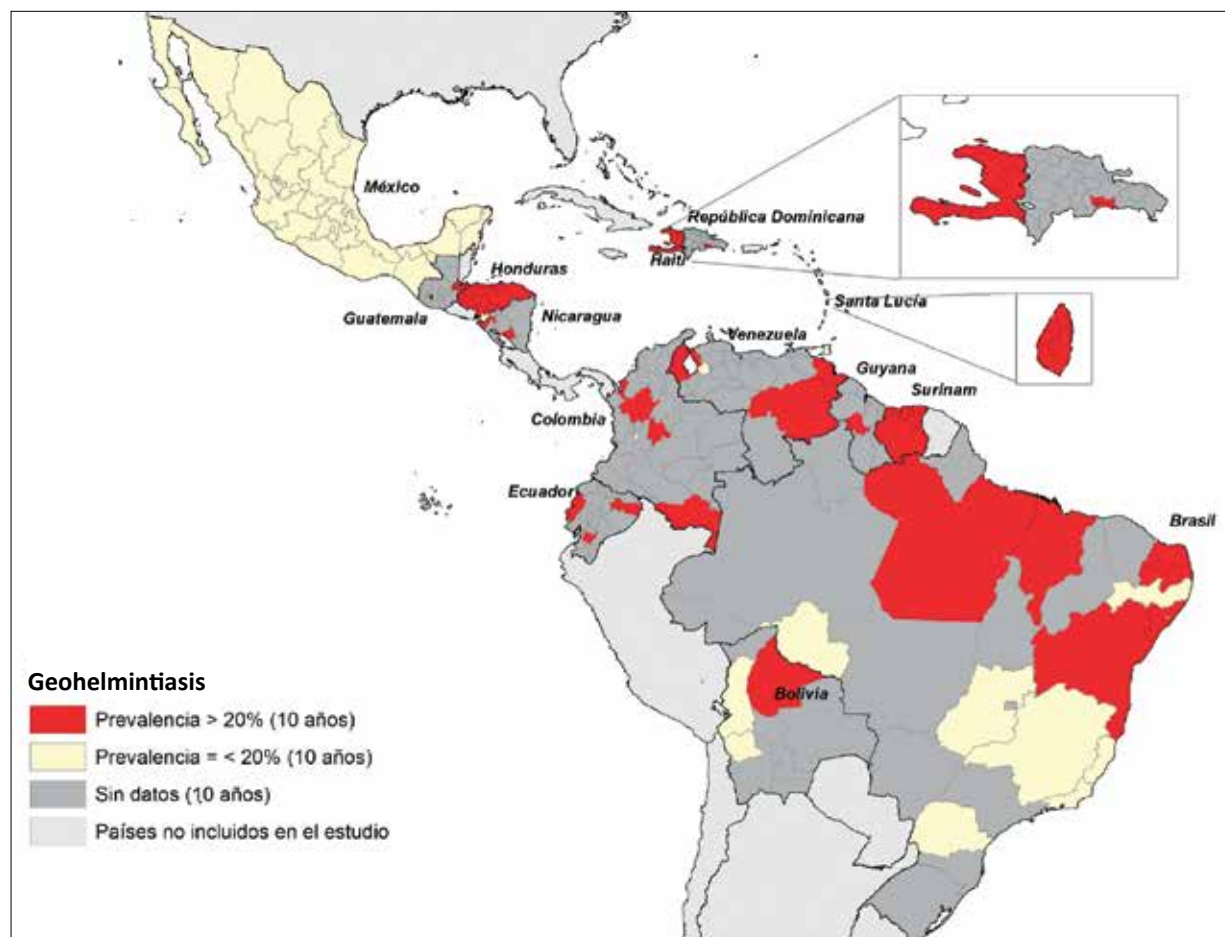 México
República Dominicana
Haití
Honduras
Santa Lucía
Guatemala
Nicaragua
Venezuela
Guyana
Surinam
Colombia
Ecuador
Brasil
Bolivia
Geohelmintiasis
Prevalencia > 20% (10 años)
Prevalencia = < 20% (10 años)
Sin datos (10 años)
Países no incluidos en el estudio